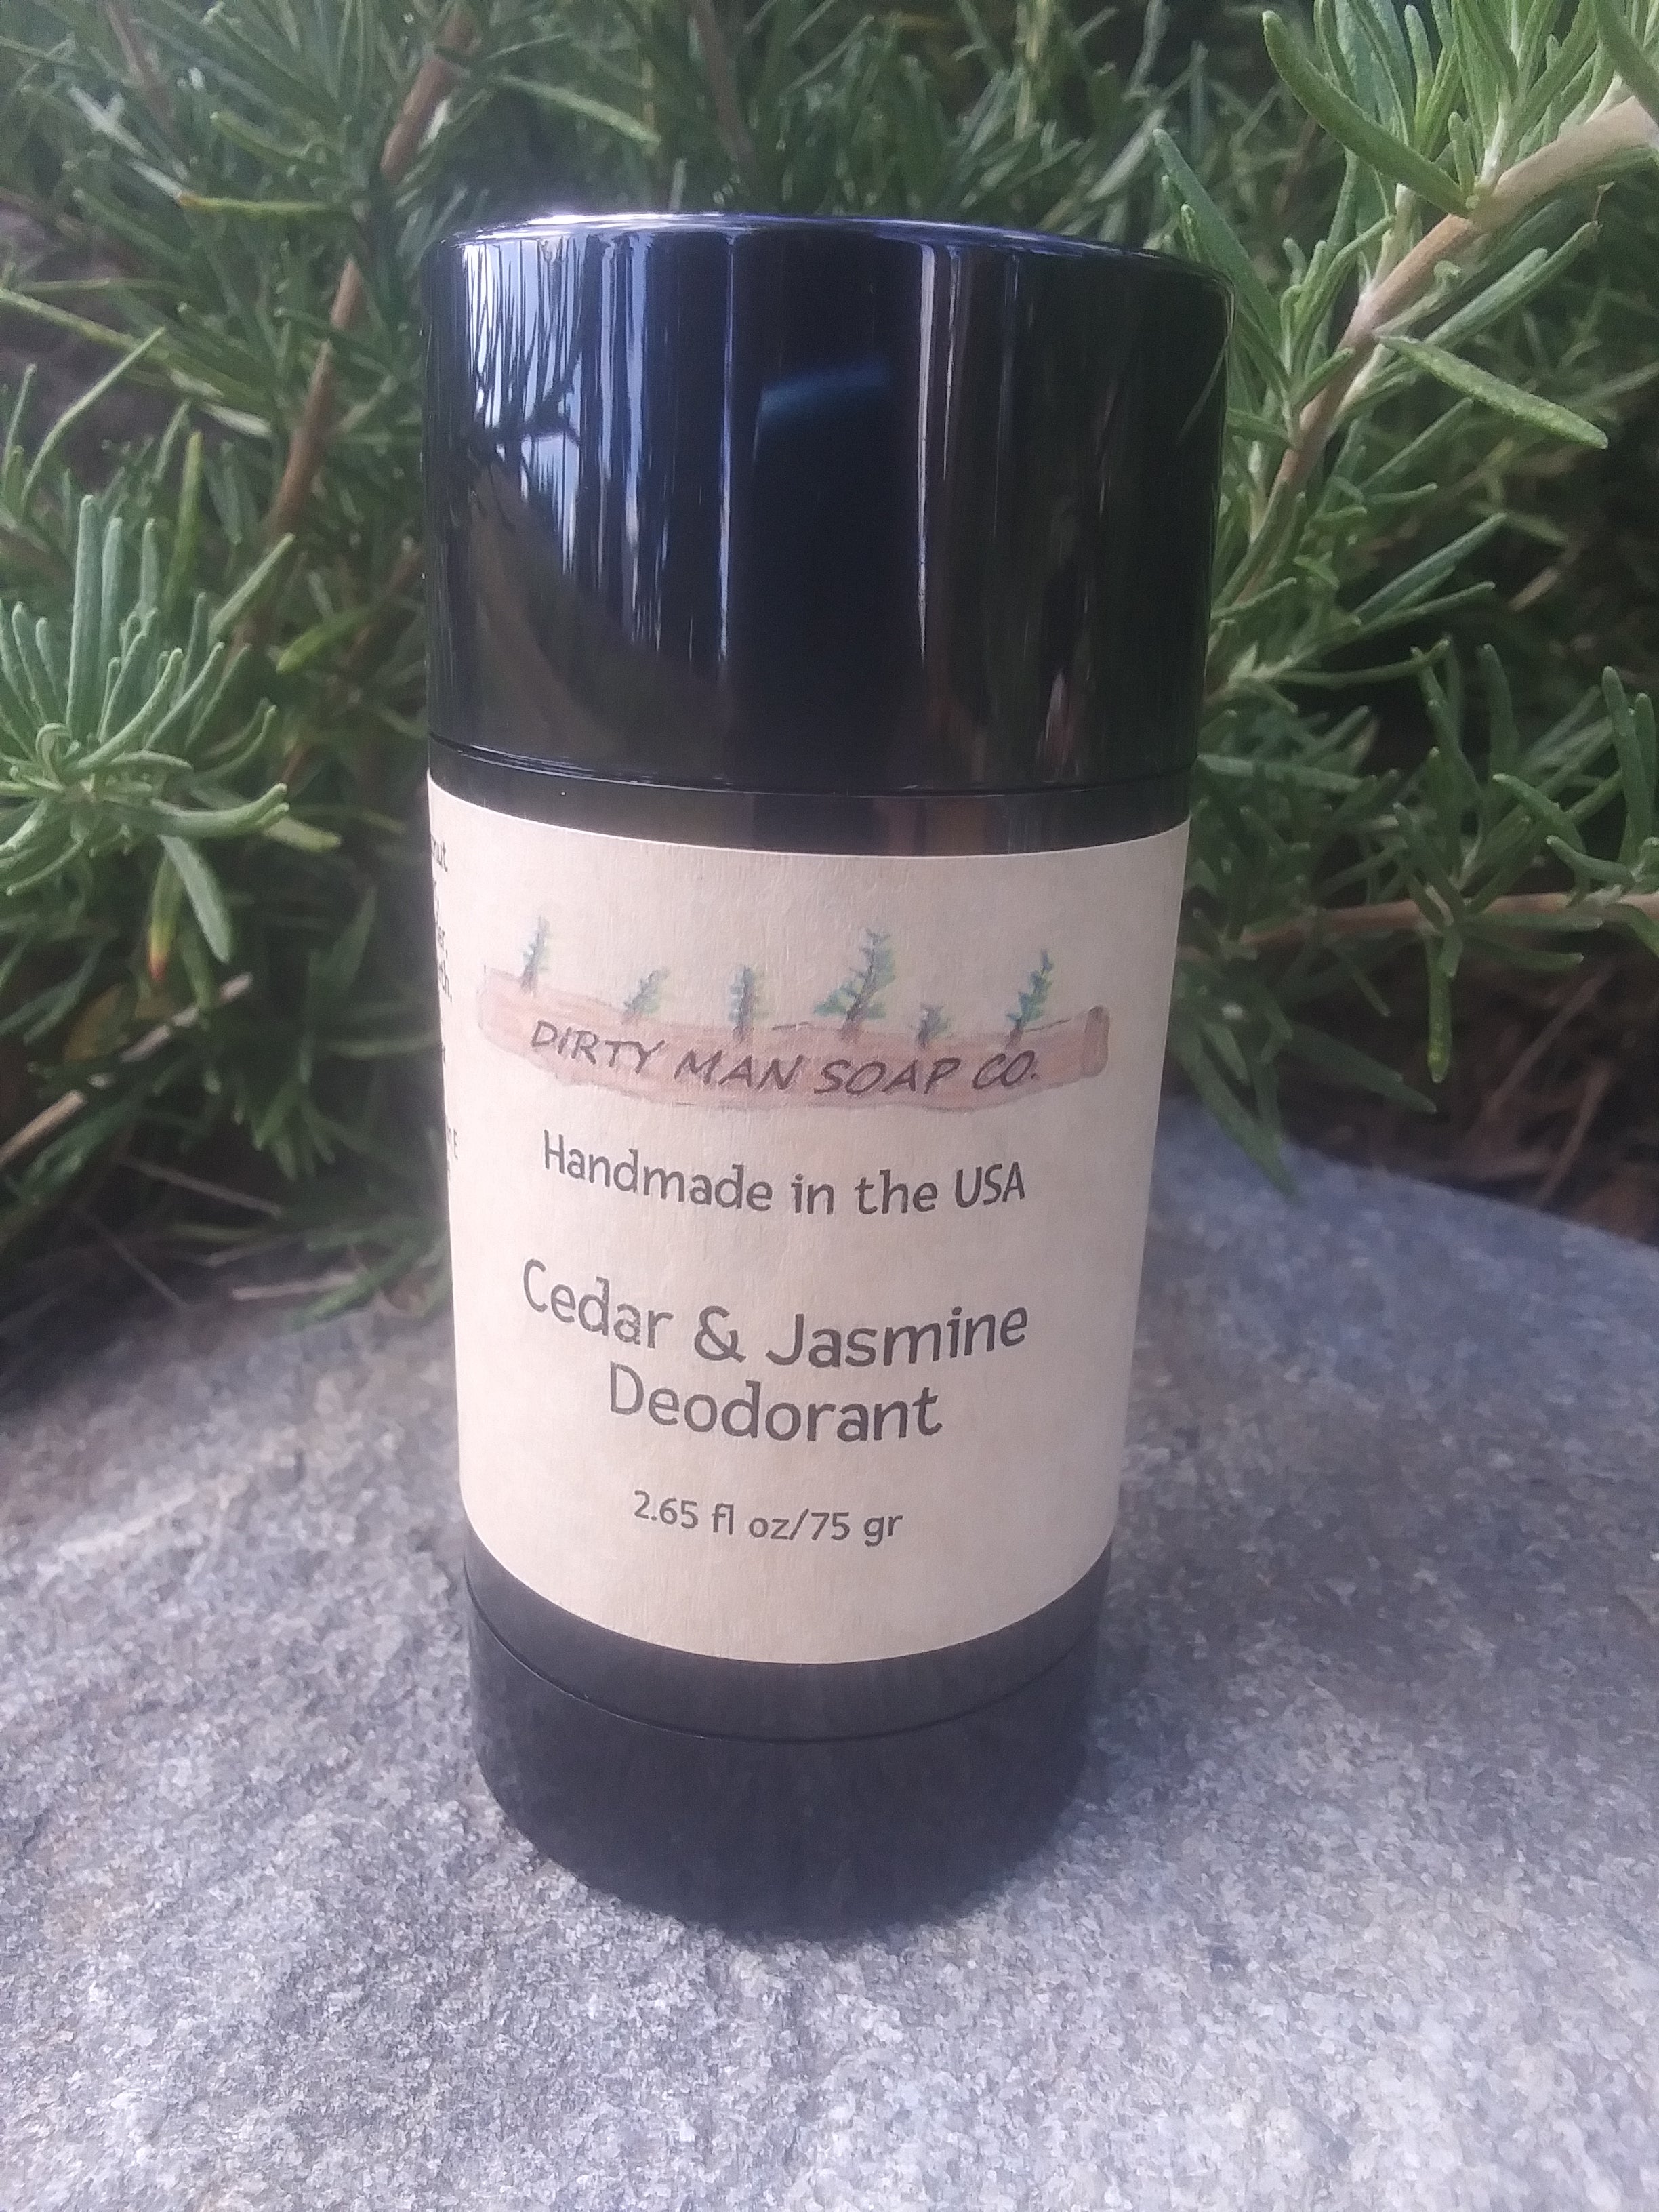 DIRTY MAN SOAP CO.
Handmade in the USA
Cedar & Jasmine
Deodorant
2.65 fl oz/75 gr